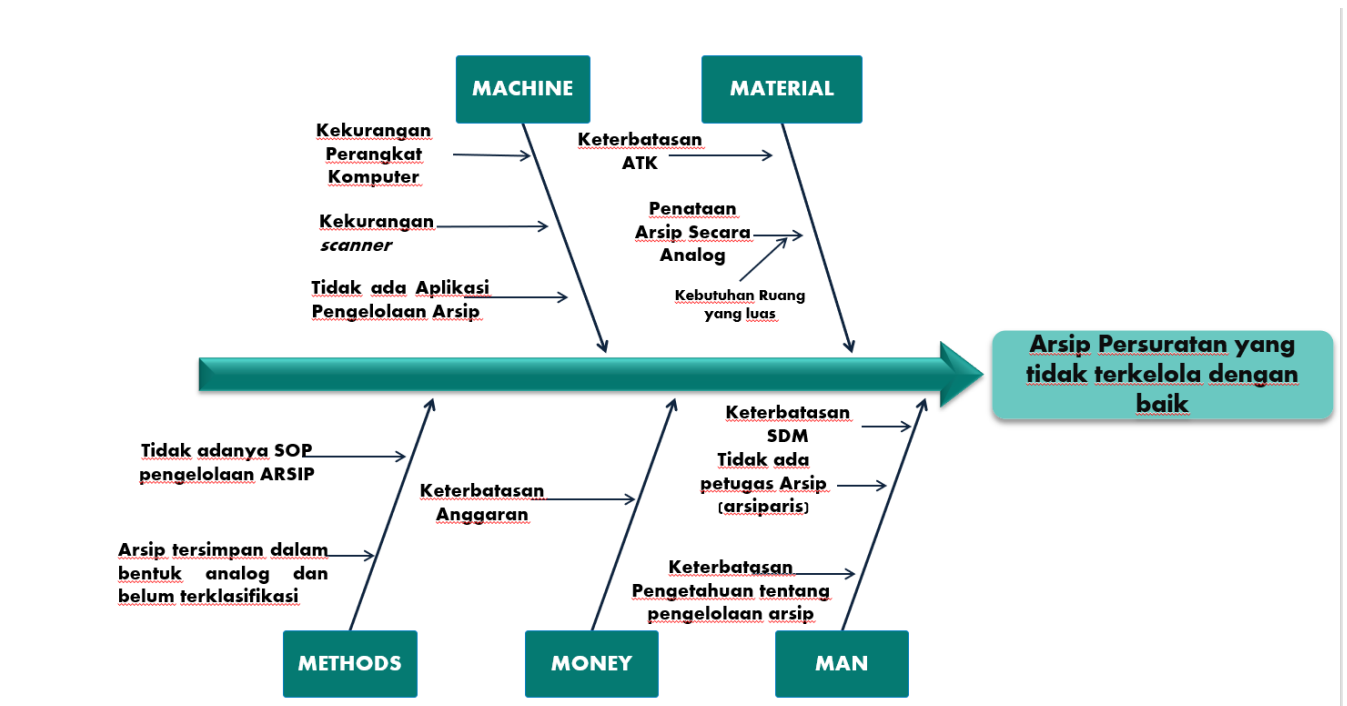 MACHINE
MATERIAL
Kekurangan
Perangkat
Komputer
Kekurangan
scanner
Tidak ada Aplikasi
Pengelolaan Arsip
Keterbatasan
ATK
Penataan
Arsip Secara
Analog
Kebutuhan Ruang
yang luas
Arsip Persuratan yang
tidak terkelola dengan
baik
Tidak adanya SOP
pengelolaan ARSIP
Arsip tersimpan dalam
bentuk analog dan
belum terklasifikasi
Keterbatasan
Anggaran
Keterbatasan
SDM
Tidak ada
petugas Arsip
(arsiparis)
Keterbatasan
Pengetahuan tentang
pengelolaan arsip
METHODS
MONEY
MAN